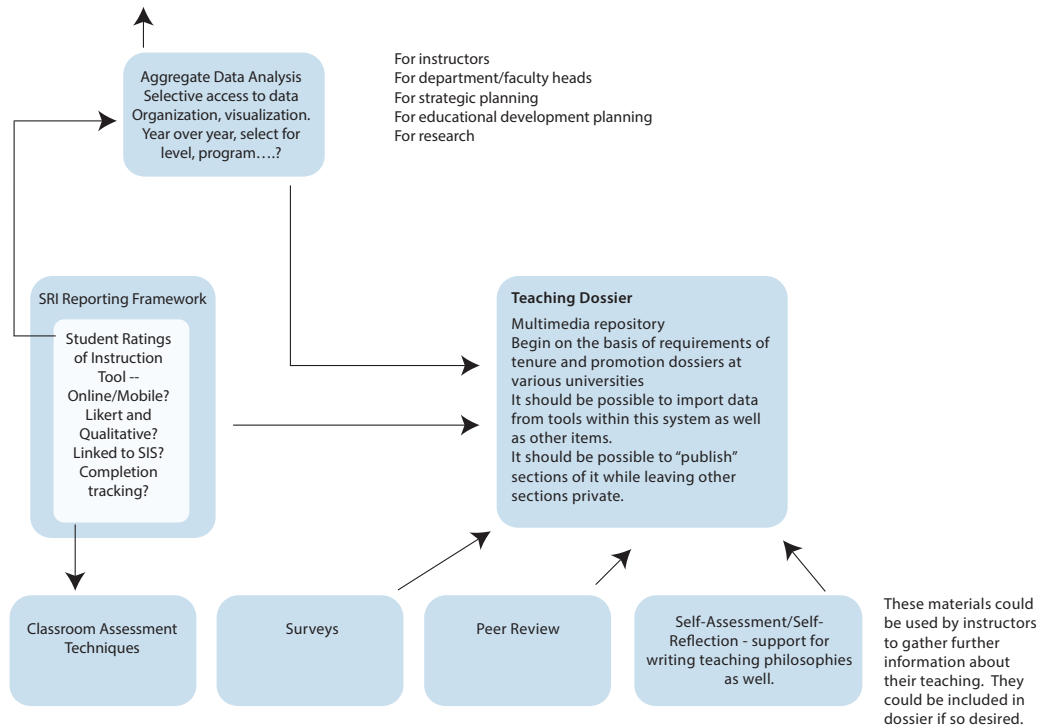 Aggregate Data Analysis
Selective access to data
Organization, visualization.
Year over year, select for
level, program....?
For instructors
For department/faculty heads
For strategic planning
For educational development planning
For research
SRI Reporting Framework
Student Ratings
of Instruction
Tool --
Online/Mobile?
Likert and
Qualitative?
Linked to SIS?
Completion
tracking?
Teaching Dossier
Multimedia repository
Begin on the basis of requirements of
tenure and promotion dossiers at
various universities
It should be possible to import data
from tools within this system as well
as other items.
It should be possible to “publish”
sections of it while leaving other
sections private.
Classroom Assessment
Techniques
Surveys
Peer Review
Self-Assessment/Self-
Reflection - support for
writing teaching philosophies
as well.
These materials could
be used by instructors
to gather further
information about
their teaching.  They
could be included in
dossier if so desired.